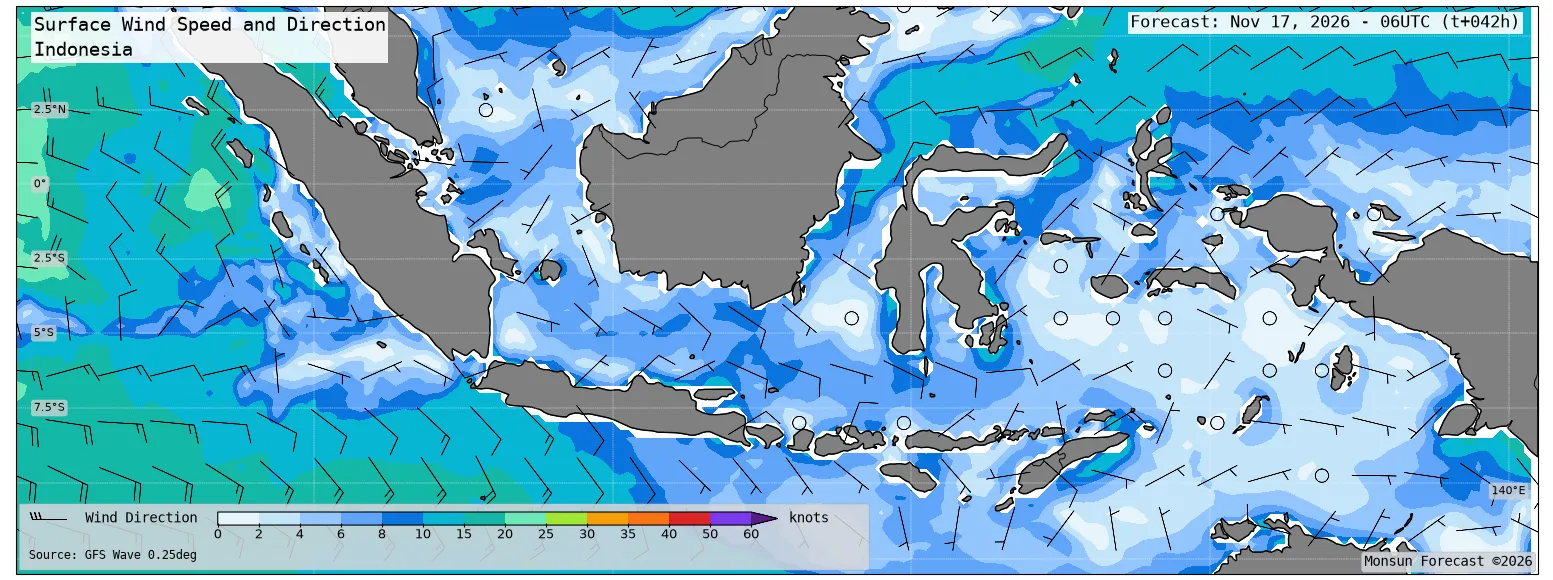 Surface Wind Speed and Direction
Indonesia
Forecast: Nov 17, 2026 - 06UTC (t+042h)
2.5°N
0°
2.5°S
5°S
7.5°S
140°E
Wind Direction
0 2 4 6 8 10 15 20 25 30 35 40 50 60
knots
Source: GFS Wave 0.25deg
Monsun Forecast ©2026